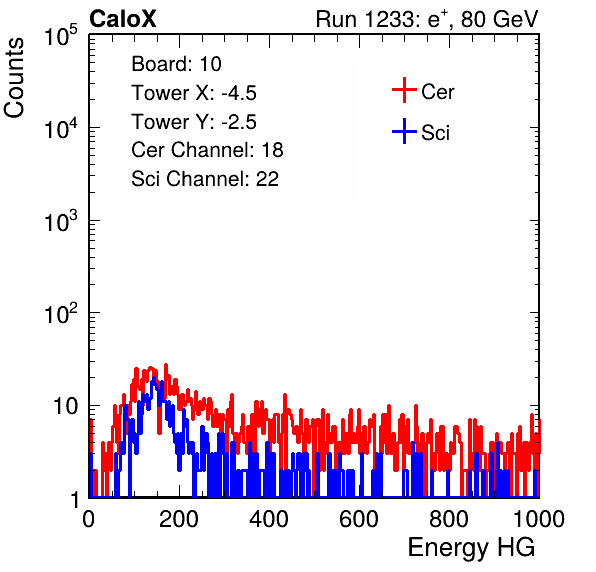 CaloX Run 1233: e⁺, 80 GeV
Counts
Board: 10
Tower X: -4.5
Tower Y: -2.5
Cer Channel: 18
Sci Channel: 22
Cer
Sci
10⁵
10⁴
10³
10²
10
1
0 200 400 600 800 1000
Energy HG